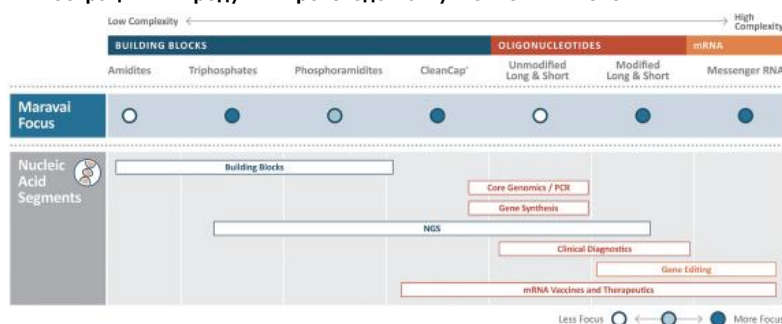 Low Complexity
High
Complexity
BUILDING BLOCKS
OLIGONUCLEOTIDES
mRNA
Amidites
Triphosphates
Phosphoramidites
CleanCap®
Unmodified
Long & Short
Modified
Long & Short
Messenger RNA
Maravai
Focus
Nucleic
Acid
Segments
Building Blocks
Core Genomics / PCR
Gene Synthesis
NGS
Clinical Diagnostics
Gene Editing
mRNA Vaccines and Therapeutics
Less Focus
More Focus